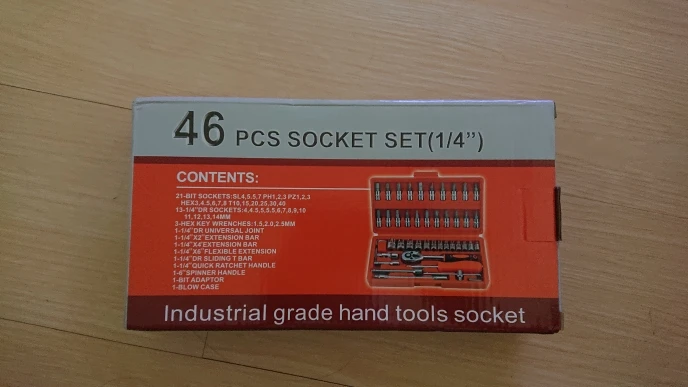 46 PCS SOCKET SET(1/4")
CONTENTS:
21-BIT SOCKETS:SL4,5.5,7 PH1,2,3 PZ1,2,3
HEX3,4,5,6,7,8 T10,15,20,25,30,40
13-1/4"DR SOCKETS:4,4.5,5,5.5,6,7,8,9,10
11,12,13,14MM
3-HEX KEY WRENCHES:1.5,2.0,2.5MM
1-1/4"DR UNIVERSAL JOINT
1-1/4"X2"EXTENSION BAR
1-1/4"X4"EXTENSION BAR
1-1/4"X6"FLEXIBLE EXTENSION
1-1/4"DR SLIDING T BAR
1-1/4"QUICK RATCHET HANDLE
1-6"SPINNER HANDLE
1-BIT ADAPTOR
1-BLOW CASE
Industrial grade hand tools socket